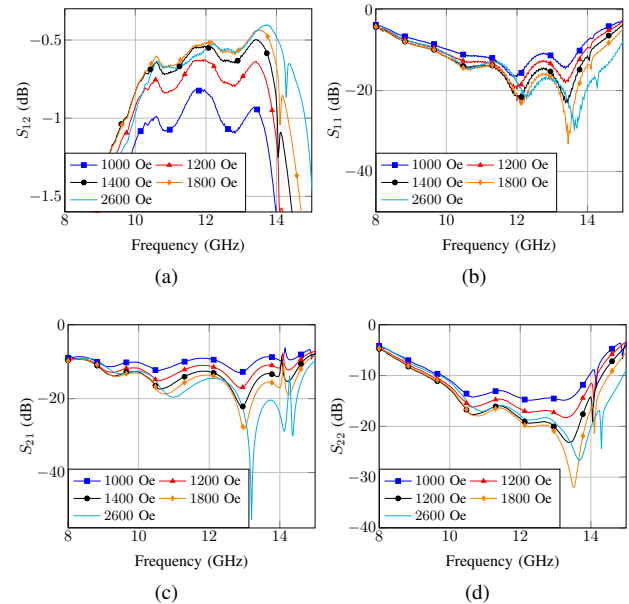 −0.5
−1
−1.5
S12 (dB)
1000 Oe 1200 Oe
1400 Oe 1800 Oe
2600 Oe
8 10 12 14
Frequency (GHz)
(a)
0
−20
−40
S11 (dB)
1000 Oe 1200 Oe
1400 Oe 1800 Oe
2600 Oe
8 10 12 14
Frequency (GHz)
(b)
0
−20
−40
S21 (dB)
1000 Oe 1200 Oe
1400 Oe 1800 Oe
2600 Oe
8 10 12 14
Frequency (GHz)
(c)
0
−10
−20
−30
−40
S22 (dB)
1000 Oe 1200 Oe
1200 Oe 1800 Oe
2600 Oe
8 10 12 14
Frequency (GHz)
(d)